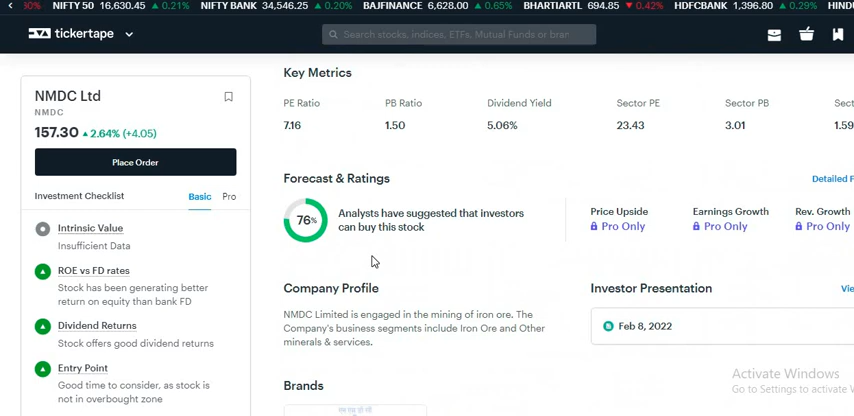 0% NIFTY 50 16,630.45 ▲ 0.21% NIFTY BANK 34,546.25 ▲ 0.20% BAJFINANCE 6,628.00 ▲ 0.65% BHARTIARTL 694.85 ▼ 0.42% HDFCBANK 1,396.80 ▲ 0.29% HIND
tickertape
Search stocks, indices, ETFs, Mutual Funds or bran
NMDC Ltd
NMDC
157.30 ▲ 2.64% (+4.05)
Place Order
Investment Checklist Basic Pro
Intrinsic Value
Insufficient Data
ROE vs FD rates
Stock has been generating better
return on equity than bank FD
Dividend Returns
Stock offers good dividend returns
Entry Point
Good time to consider, as stock is
not in overbought zone
Key Metrics
PE Ratio PB Ratio Dividend Yield Sector PE Sector PB Sect
7.16 1.50 5.06% 23.43 3.01 1.59
Forecast & Ratings Detailed F
76%
Analysts have suggested that investors
can buy this stock
Price Upside Earnings Growth Rev. Growth
Pro Only Pro Only Pro Only
Company Profile
NMDC Limited is engaged in the mining of iron ore. The
Company's business segments include Iron Ore and Other
minerals & services.
Investor Presentation Vie
Feb 8, 2022
Brands
Activate Windows
Go to Settings to activate W